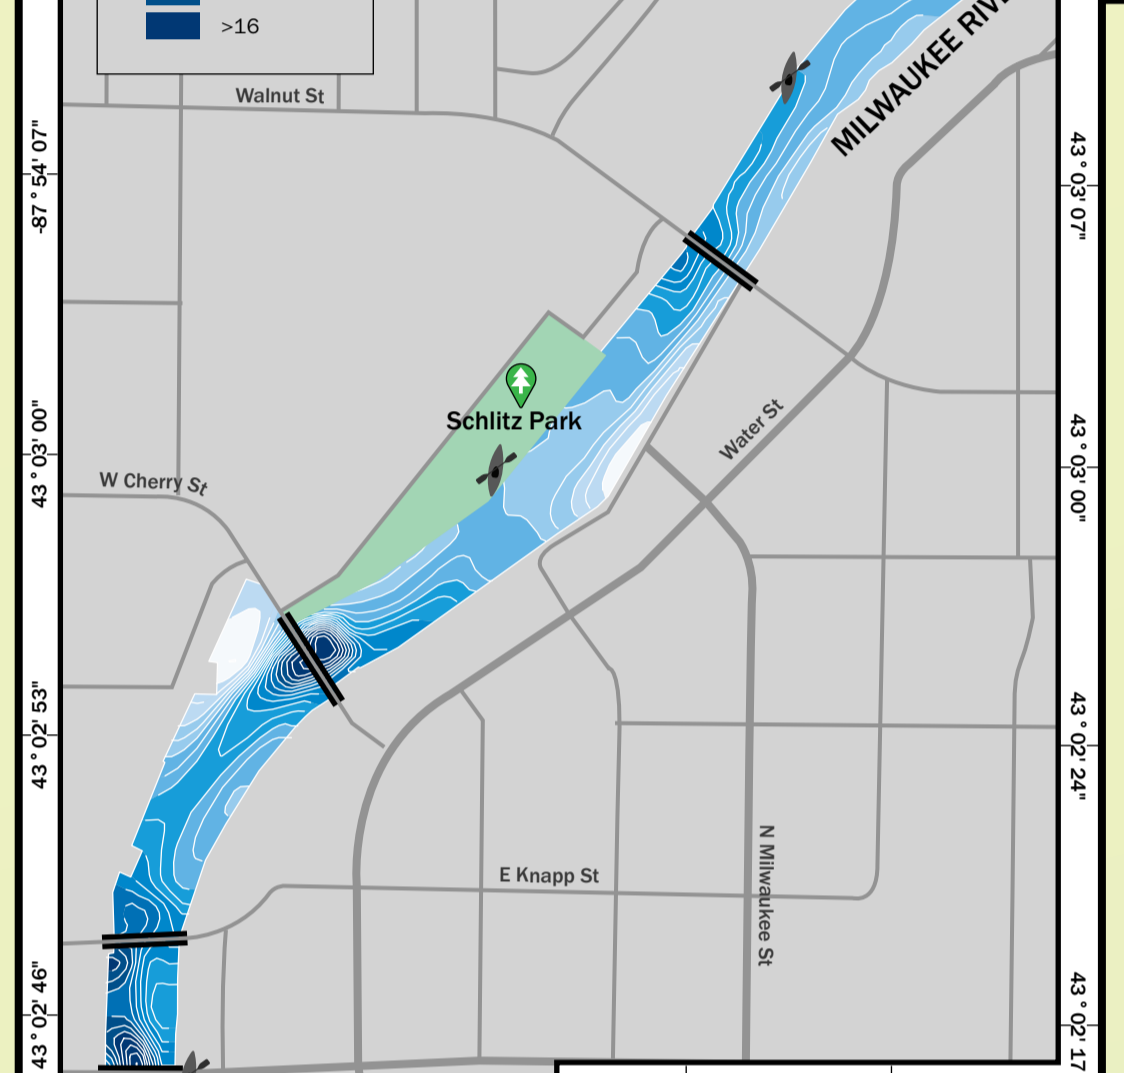 >16
MILWAUKEE RIV
Walnut St
-87 ° 54' 07"
43 ° 03' 07"
Schlitz Park
Water St
43 ° 03' 00"
43 ° 03' 00"
W Cherry St
43 ° 02' 53"
43 ° 02' 24"
E Knapp St
N Milwaukee St
43 ° 02' 46"
43 ° 02' 17